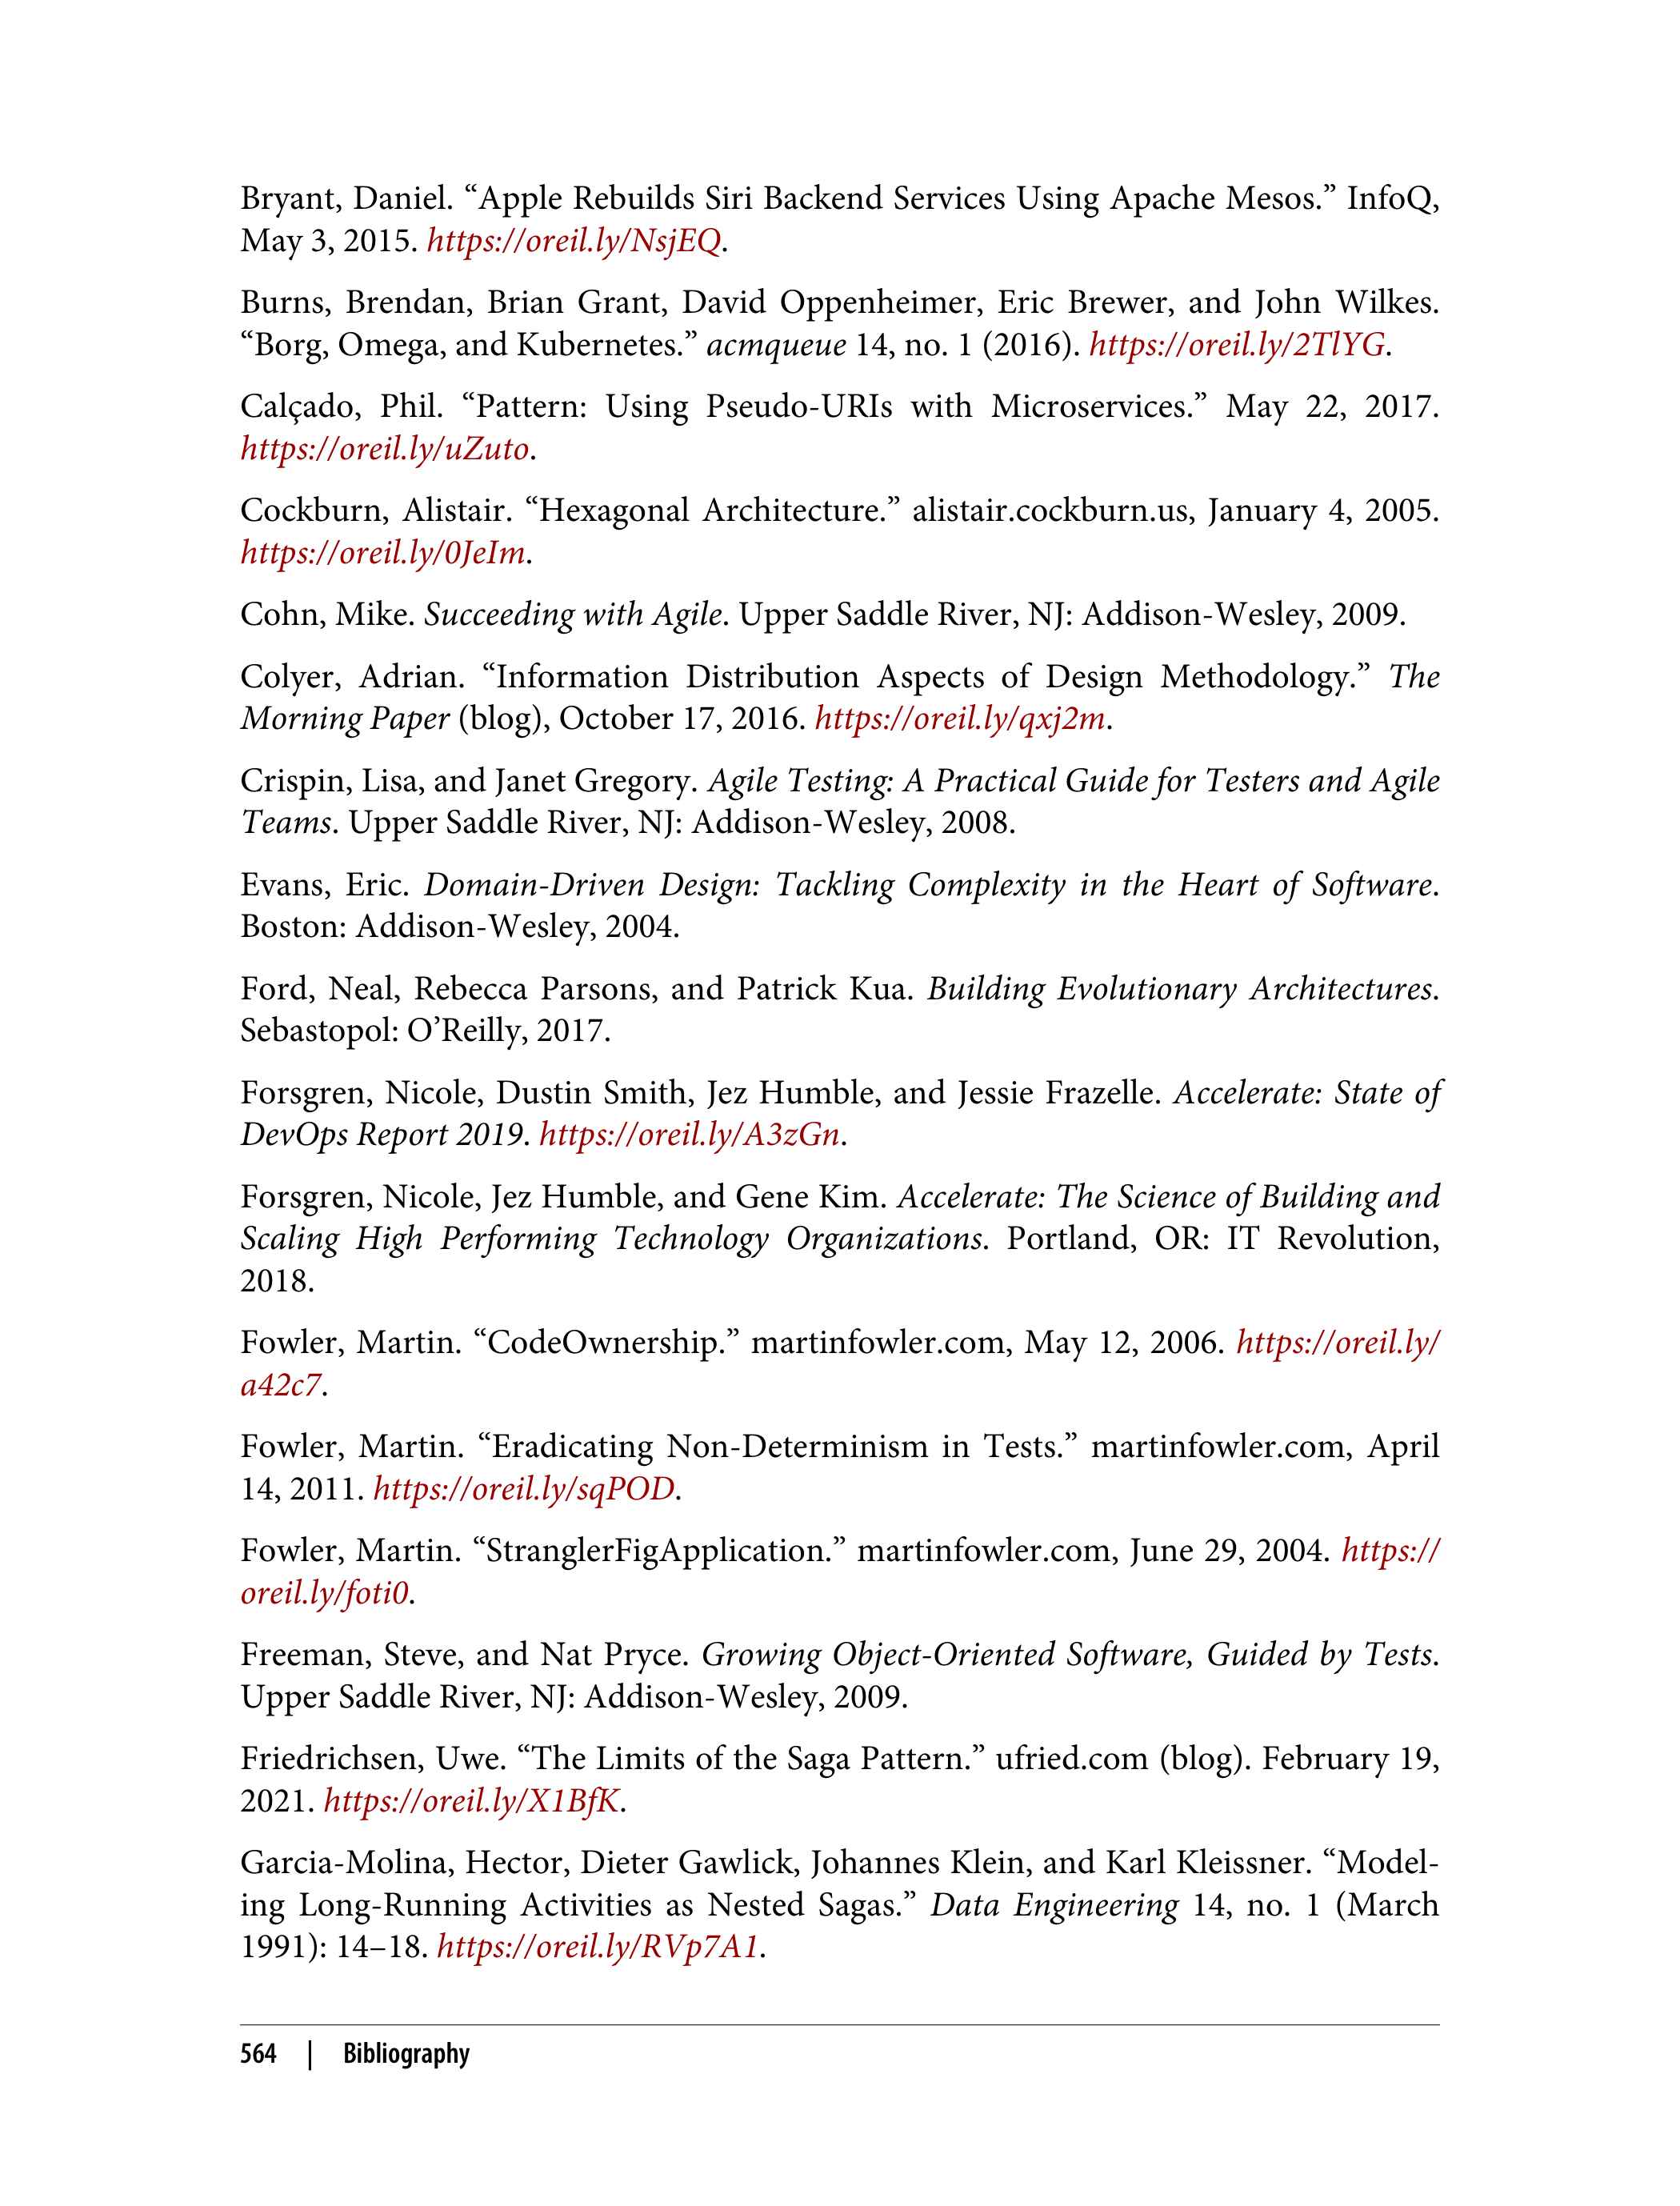 Bryant, Daniel. “Apple Rebuilds Siri Backend Services Using Apache Mesos.” InfoQ,
May 3, 2015. https://oreil.ly/NsjEQ.
Burns, Brendan, Brian Grant, David Oppenheimer, Eric Brewer, and John Wilkes.
“Borg, Omega, and Kubernetes.” acmqueue 14, no. 1 (2016). https://oreil.ly/2TlYG.
Calçado, Phil. “Pattern: Using Pseudo-URIs with Microservices.” May 22, 2017.
https://oreil.ly/uZuto.
Cockburn, Alistair. “Hexagonal Architecture.” alistair.cockburn.us, January 4, 2005.
https://oreil.ly/0JeIm.
Cohn, Mike. Succeeding with Agile. Upper Saddle River, NJ: Addison-Wesley, 2009.
Colyer, Adrian. “Information Distribution Aspects of Design Methodology.” The
Morning Paper (blog), October 17, 2016. https://oreil.ly/qxj2m.
Crispin, Lisa, and Janet Gregory. Agile Testing: A Practical Guide for Testers and Agile
Teams. Upper Saddle River, NJ: Addison-Wesley, 2008.
Evans, Eric. Domain-Driven Design: Tackling Complexity in the Heart of Software.
Boston: Addison-Wesley, 2004.
Ford, Neal, Rebecca Parsons, and Patrick Kua. Building Evolutionary Architectures.
Sebastopol: O’Reilly, 2017.
Forsgren, Nicole, Dustin Smith, Jez Humble, and Jessie Frazelle. Accelerate: State of
DevOps Report 2019. https://oreil.ly/A3zGn.
Forsgren, Nicole, Jez Humble, and Gene Kim. Accelerate: The Science of Building and
Scaling High Performing Technology Organizations. Portland, OR: IT Revolution,
2018.
Fowler, Martin. “CodeOwnership.” martinfowler.com, May 12, 2006. https://oreil.ly/
a42c7.
Fowler, Martin. “Eradicating Non-Determinism in Tests.” martinfowler.com, April
14, 2011. https://oreil.ly/sqPOD.
Fowler, Martin. “StranglerFigApplication.” martinfowler.com, June 29, 2004. https://
oreil.ly/foti0.
Freeman, Steve, and Nat Pryce. Growing Object-Oriented Software, Guided by Tests.
Upper Saddle River, NJ: Addison-Wesley, 2009.
Friedrichsen, Uwe. “The Limits of the Saga Pattern.” ufried.com (blog). February 19,
2021. https://oreil.ly/X1BfK.
Garcia-Molina, Hector, Dieter Gawlick, Johannes Klein, and Karl Kleissner. “Model-
ing Long-Running Activities as Nested Sagas.” Data Engineering 14, no. 1 (March
1991): 14–18. https://oreil.ly/RVp7A1.
564 | Bibliography